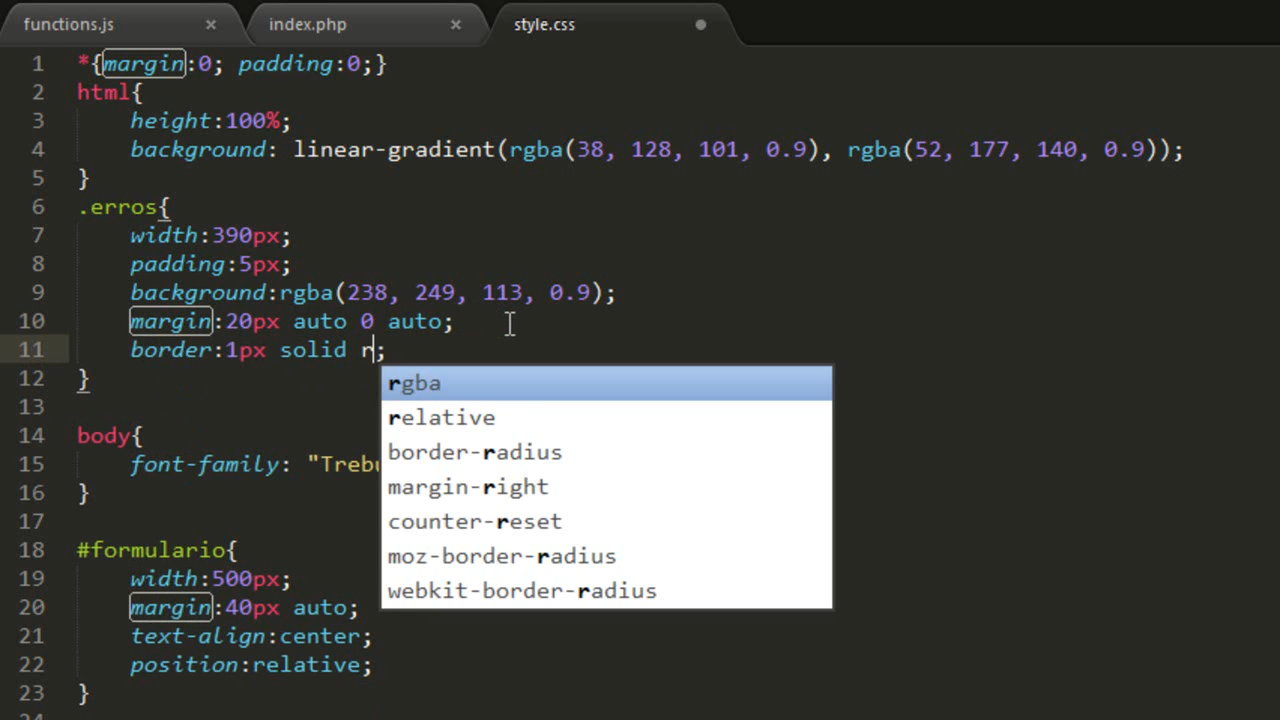 functions.js × index.php × style.css
1 *{margin:0; padding:0;}
2 html{
3 height:100%;
4 background: linear-gradient(rgba(38, 128, 101, 0.9), rgba(52, 177, 140, 0.9));
5 }
6 .erros{
7 width:390px;
8 padding:5px;
9 background:rgba(238, 249, 113, 0.9);
10 margin:20px auto 0 auto;
11 border:1px solid r;
12 }
rgba
13
relative
14 body{
border-radius
15 font-family: "Treb
margin-right
16 }
17
counter-reset
18 #formulario{
moz-border-radius
19 width:500px;
webkit-border-radius
20 margin:40px auto;
21 text-align:center;
22 position:relative;
23 }